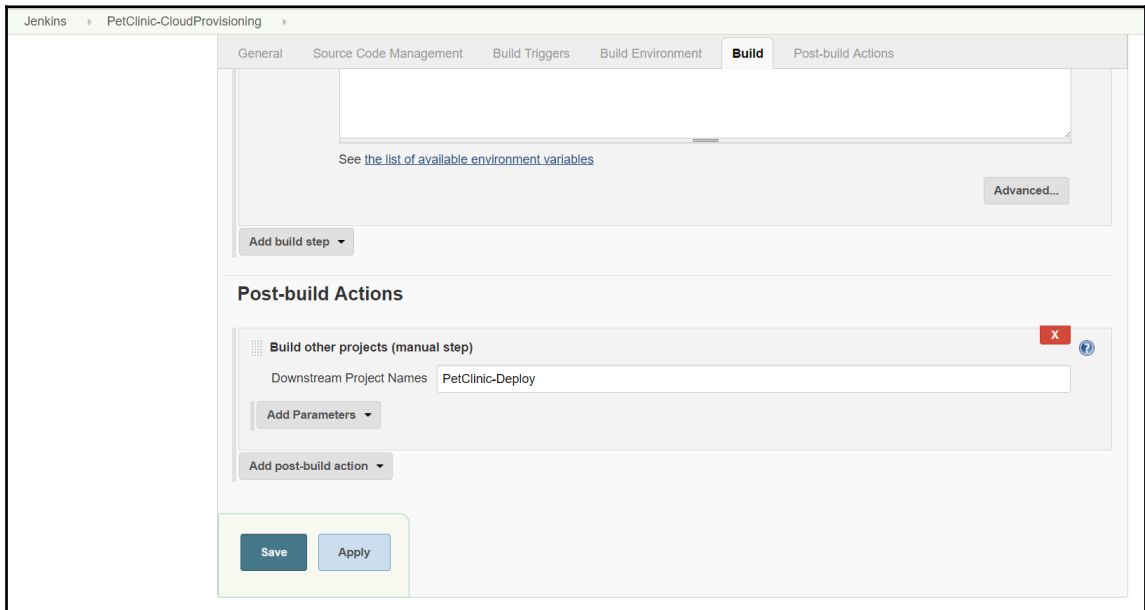 Jenkins PetClinic-CloudProvisioning
General Source Code Management Build Triggers Build Environment Build Post-build Actions
See the list of available environment variables
Advanced...
Add build step
Post-build Actions
X
Build other projects (manual step)
?
Downstream Project Names PetClinic-Deploy
Add Parameters
Add post-build action
Save Apply